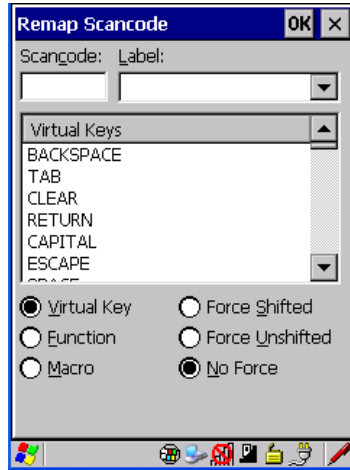 Remap Scancode OK
Scancode: Label:
Virtual Keys
BACKSPACE
TAB
CLEAR
RETURN
CAPITAL
ESCAPE
SPACE
Virtual Key Force Shifted
Function Force Unshifted
Macro No Force